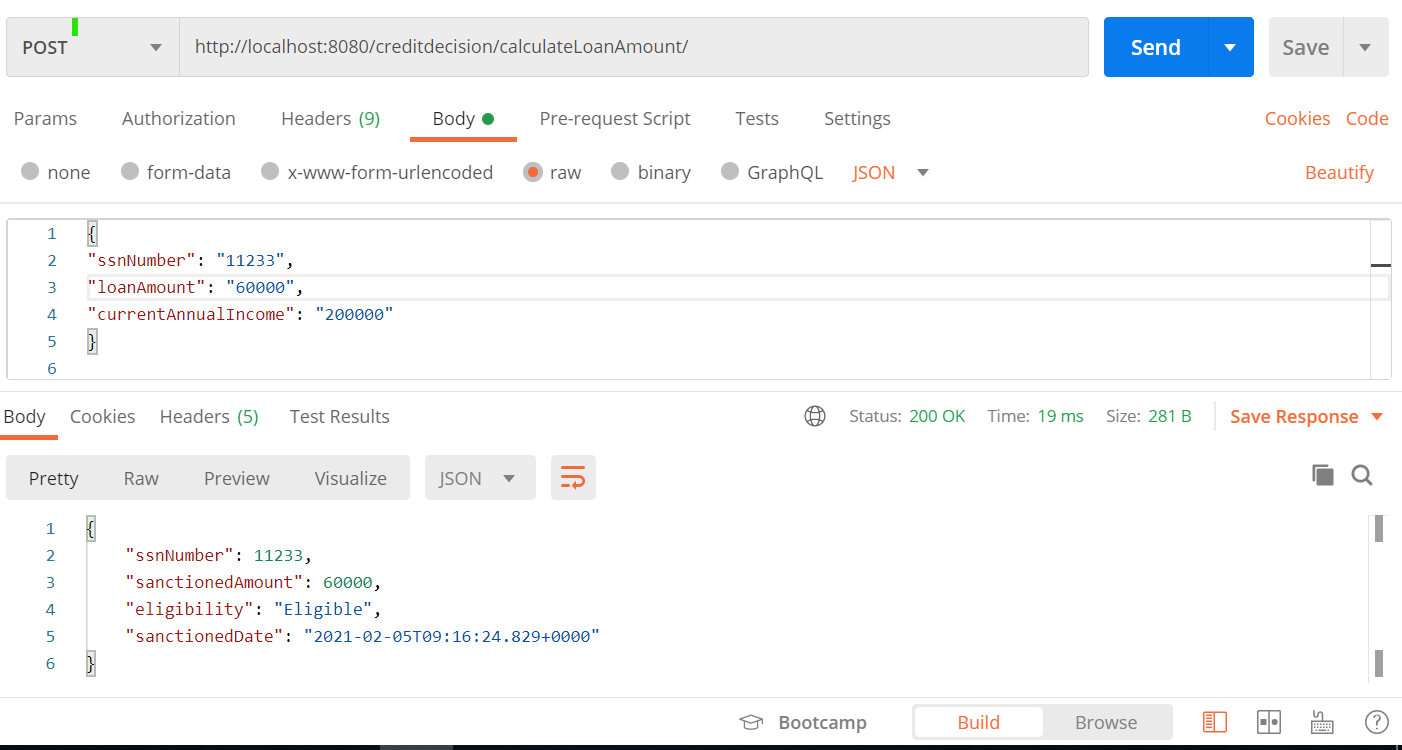 POST http://localhost:8080/creditdecision/calculateLoanAmount/ Send Save
Params Authorization Headers (9) Body Pre-request Script Tests Settings Cookies Code
none form-data x-www-form-urlencoded raw binary GraphQL JSON Beautify
1 {
2 "ssnNumber": "11233",
3 "loanAmount": "60000",
4 "currentAnnualIncome": "200000"
5 }
6
Body Cookies Headers (5) Test Results Status: 200 OK Time: 19 ms Size: 281 B Save Response
Pretty Raw Preview Visualize JSON
1 {
2 "ssnNumber": 11233,
3 "sanctionedAmount": 60000,
4 "eligibility": "Eligible",
5 "sanctionedDate": "2021-02-05T09:16:24.829+0000"
6 }
Bootcamp Build Browse ?